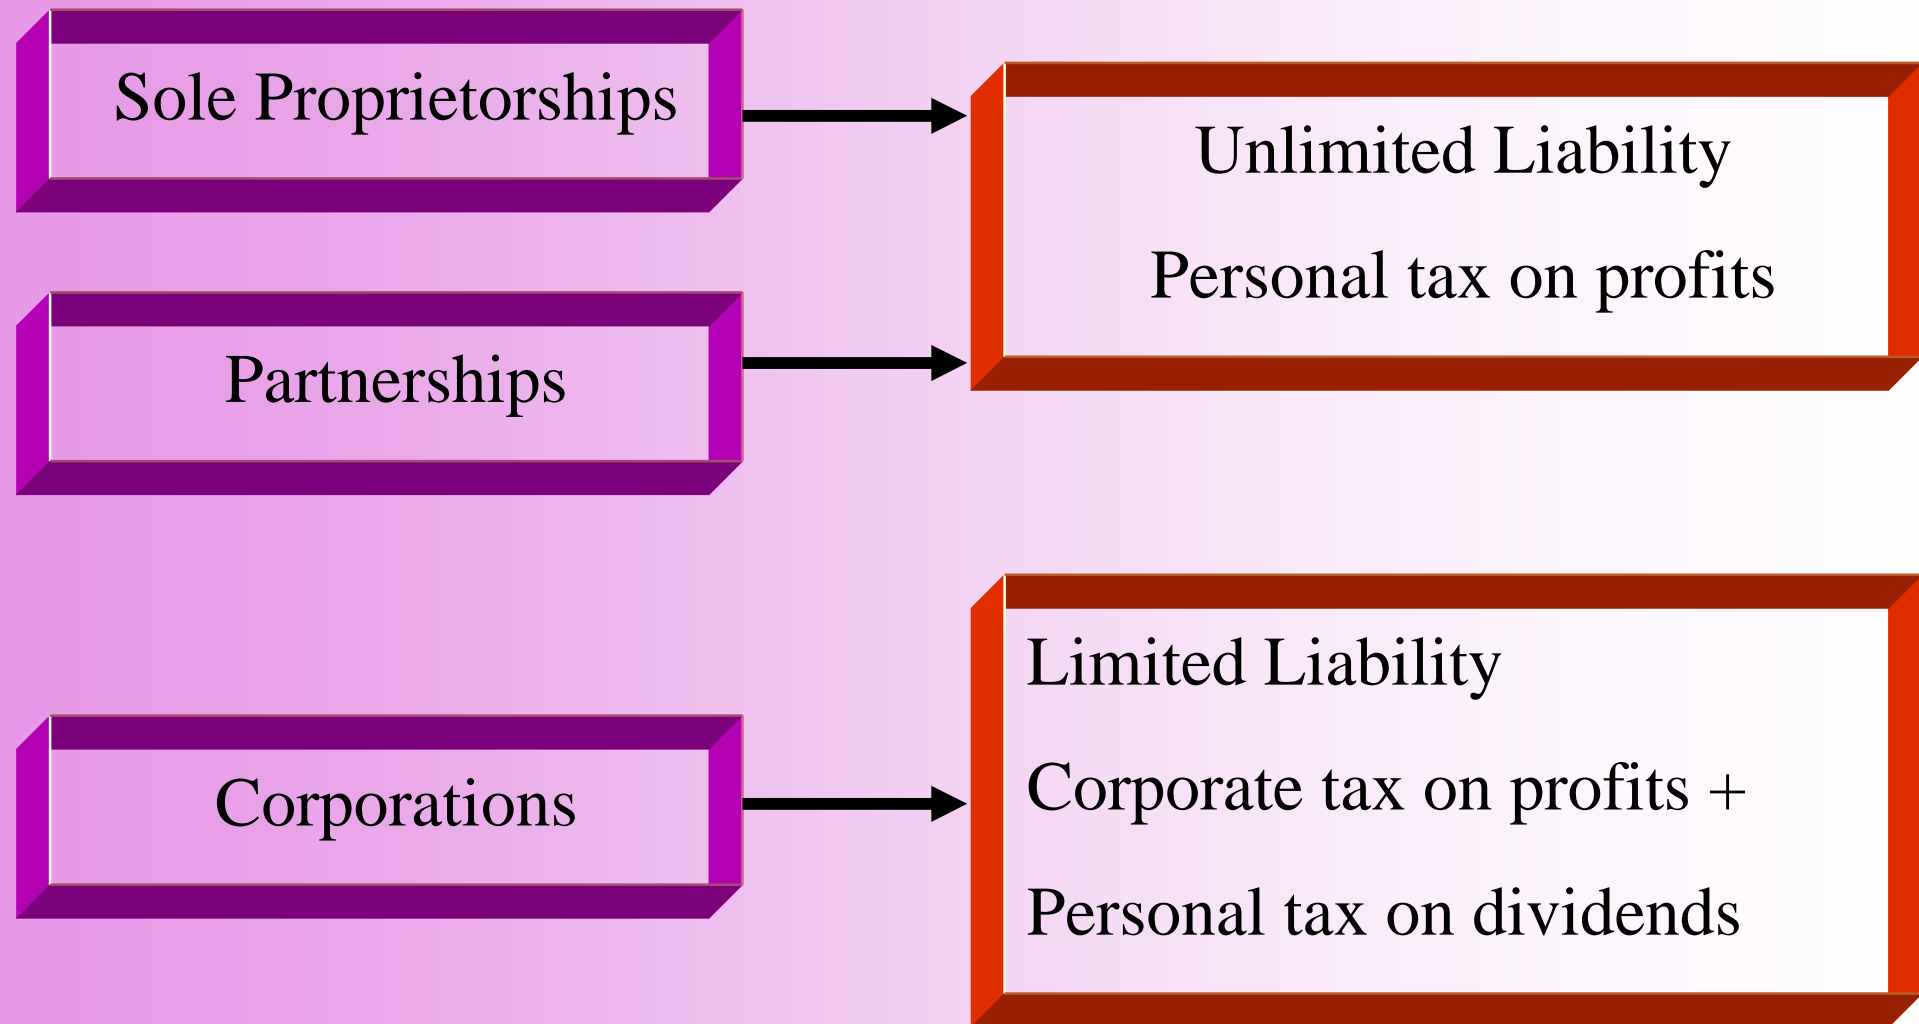 Sole Proprietorships
Unlimited Liability
Personal tax on profits
Partnerships
Corporations
Limited Liability
Corporate tax on profits +
Personal tax on dividends